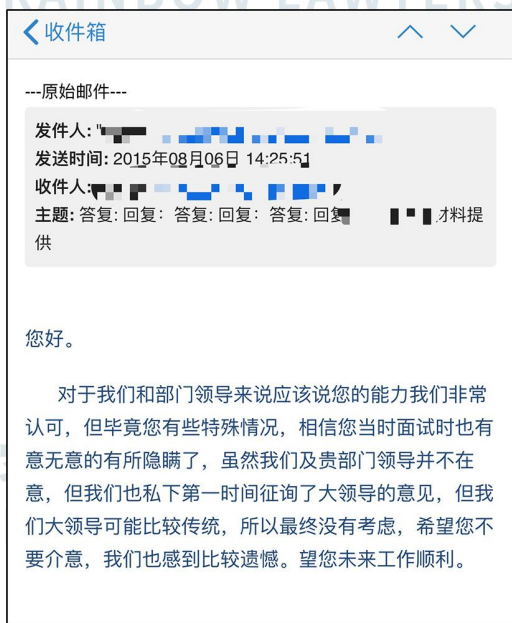 RAINBOW LAWYERS
收件箱
---原始邮件---
发件人: "
发送时间: 2015年08月06日 14:25:51
收件人:
主题: 答复: 回复： 答复: 回复： 答复: 回复 材料提
供
您好。
对于我们和部门领导来说应该说您的能力我们非常
认可，但毕竟您有些特殊情况，相信您当时面试时也有
意无意的有所隐瞒了，虽然我们及贵部门领导并不在
意，但我们也私下第一时间征询了大领导的意见，但我
们大领导可能比较传统，所以最终没有考虑，希望您不
要介意，我们也感到比较遗憾。望您未来工作顺利。